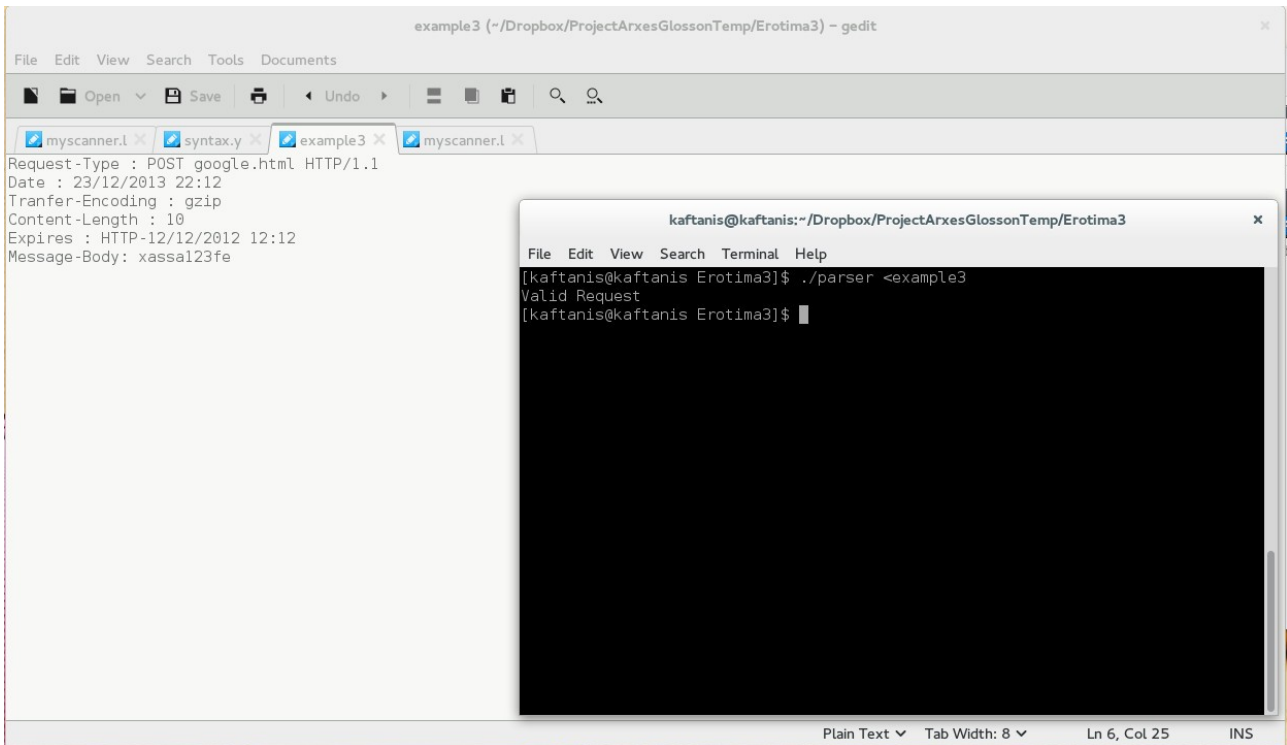 example3 (~/Dropbox/ProjectArxesGlossonTemp/Erotima3) – gedit
File Edit View Search Tools Documents
Open Save Undo
myscanner.l syntax.y example3 myscanner.l
Request-Type : POST google.html HTTP/1.1
Date : 23/12/2013 22:12
Tranfer-Encoding : gzip
Content-Length : 10
Expires : HTTP-12/12/2012 12:12
Message-Body: xassa123fe
kaftanis@kaftanis:~/Dropbox/ProjectArxesGlossonTemp/Erotima3
File Edit View Search Terminal Help
[kaftanis@kaftanis Erotima3]$ ./parser <example3
Valid Request
[kaftanis@kaftanis Erotima3]$
Plain Text Tab Width: 8 Ln 6, Col 25 INS